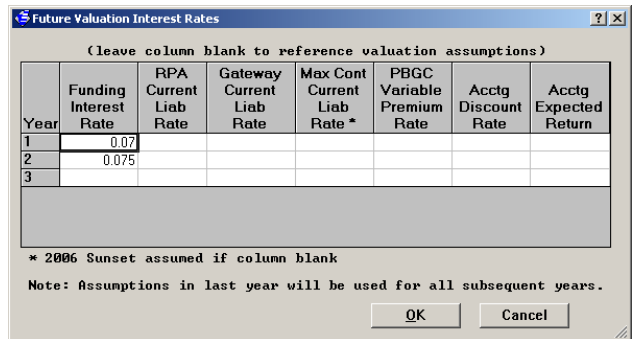 Future Valuation Interest Rates
(leave column blank to reference valuation assumptions)
Year Funding Interest Rate RPA Current Liab Rate Gateway Current Liab Rate Max Cont Current Liab Rate * PBGC Variable Premium Rate Acctg Discount Rate Acctg Expected Return
1 0.07
2 0.075
3
* 2006 Sunset assumed if column blank
Note: Assumptions in last year will be used for all subsequent years.
OK Cancel